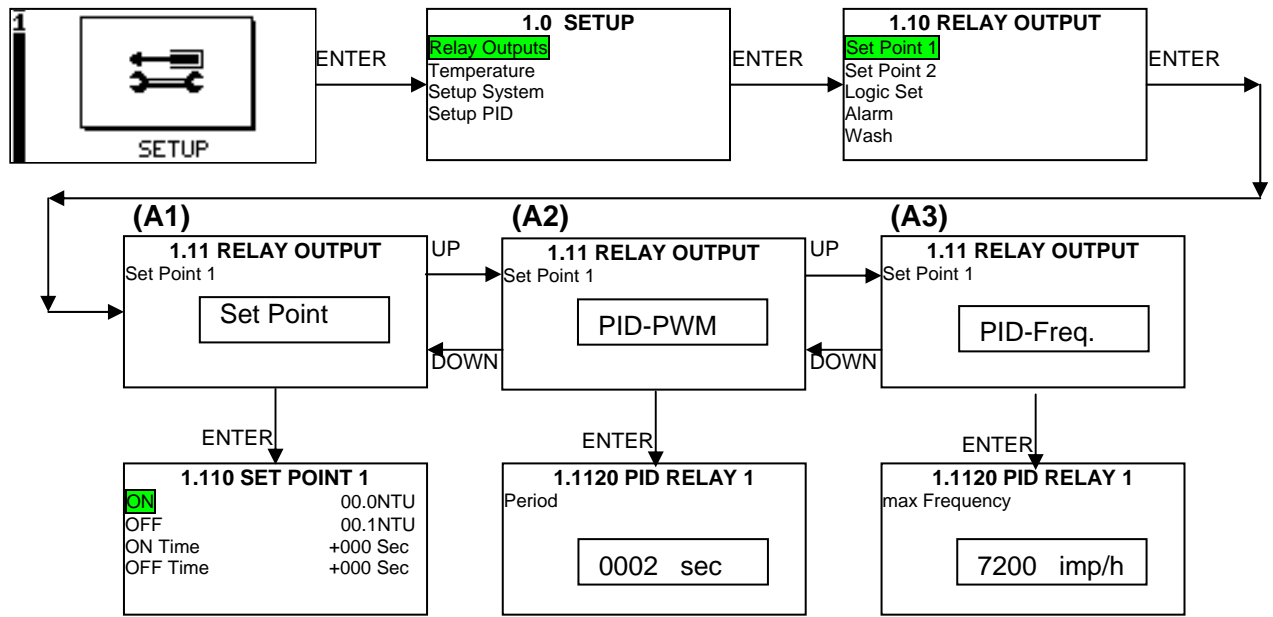 1
SETUP
ENTER
1.0 SETUP
Relay Outputs
Temperature
Setup System
Setup PID
ENTER
1.10 RELAY OUTPUT
Set Point 1
Set Point 2
Logic Set
Alarm
Wash
ENTER
(A1)
1.11 RELAY OUTPUT
Set Point 1
Set Point
UP
DOWN
(A2)
1.11 RELAY OUTPUT
Set Point 1
PID-PWM
UP
DOWN
(A3)
1.11 RELAY OUTPUT
Set Point 1
PID-Freq.
ENTER
1.110 SET POINT 1
ON 00.0NTU
OFF 00.1NTU
ON Time +000 Sec
OFF Time +000 Sec
ENTER
1.1120 PID RELAY 1
Period
0002 sec
ENTER
1.1120 PID RELAY 1
max Frequency
7200 imp/h